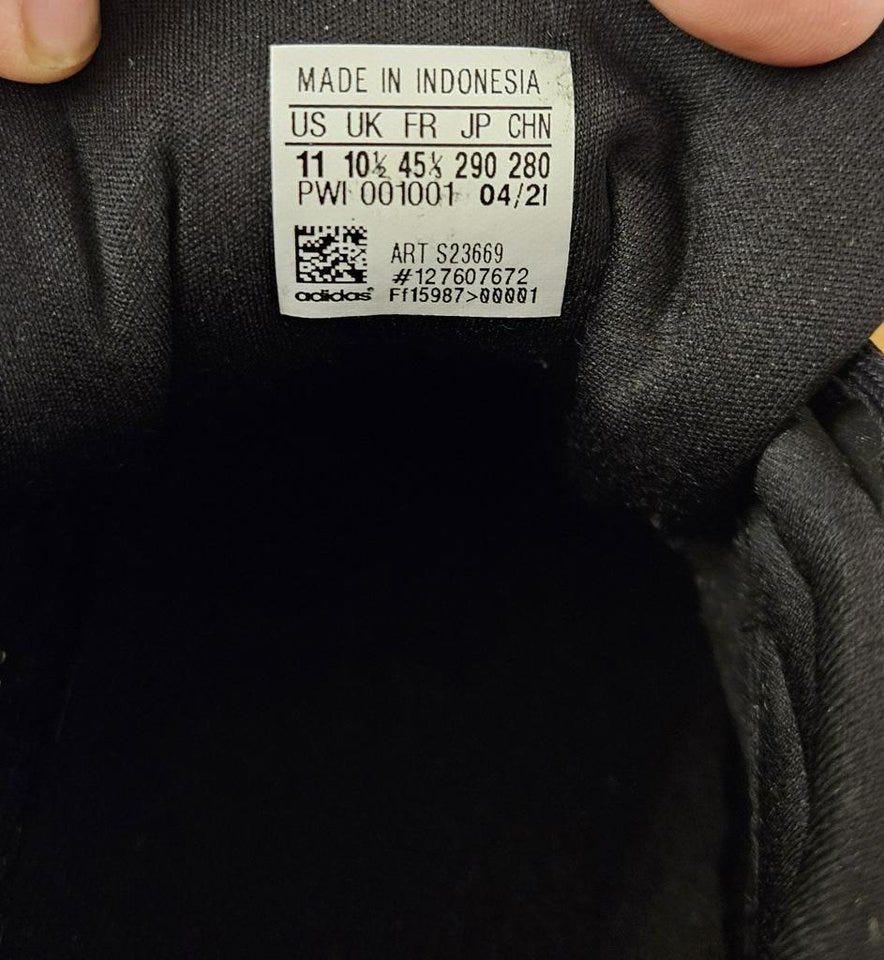 MADE IN INDONESIA
US UK FR JP CHN
11 10½ 45⅓ 290 280
PWI 001001 04/21
ART S23669
#127607672
adidas Ff15987>00001